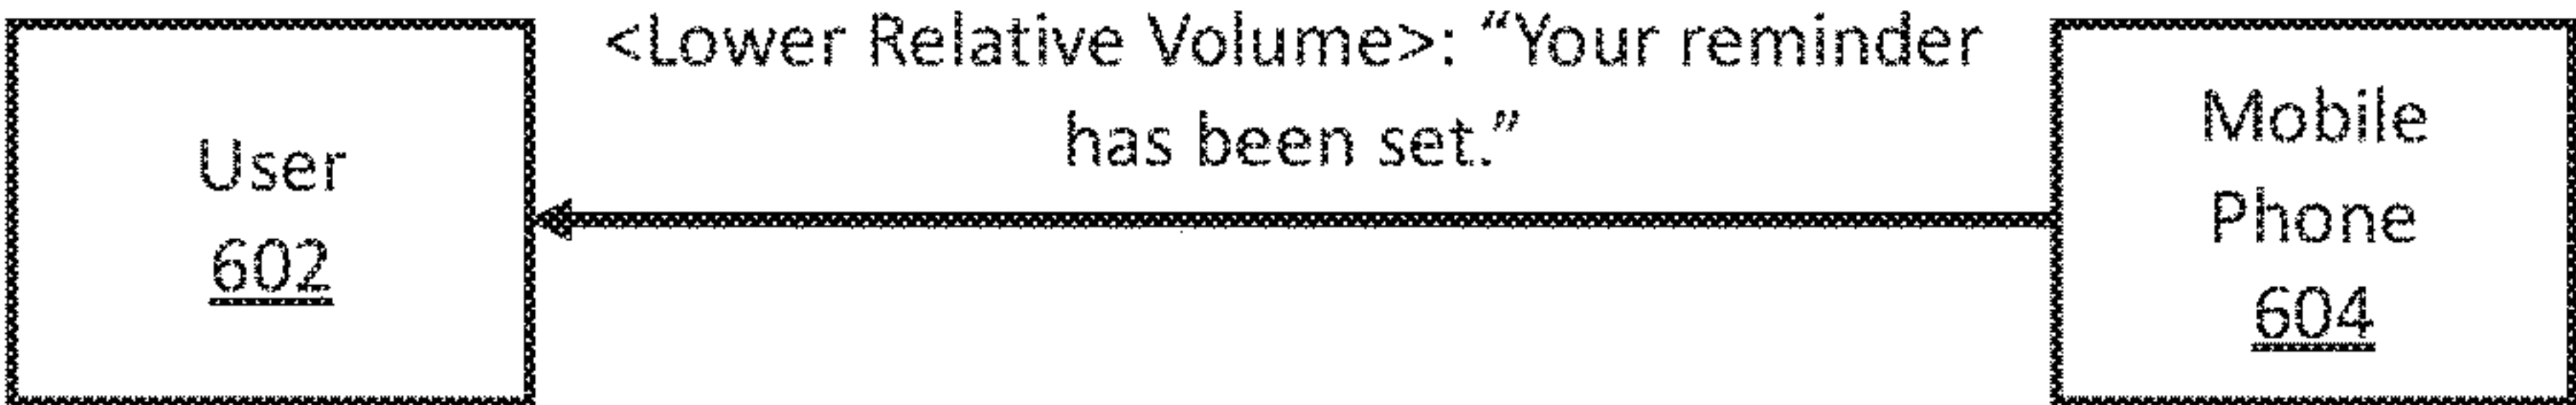 <Lower Relative Volume>: “Your reminder
has been set.”
User
602
Mobile
Phone
604